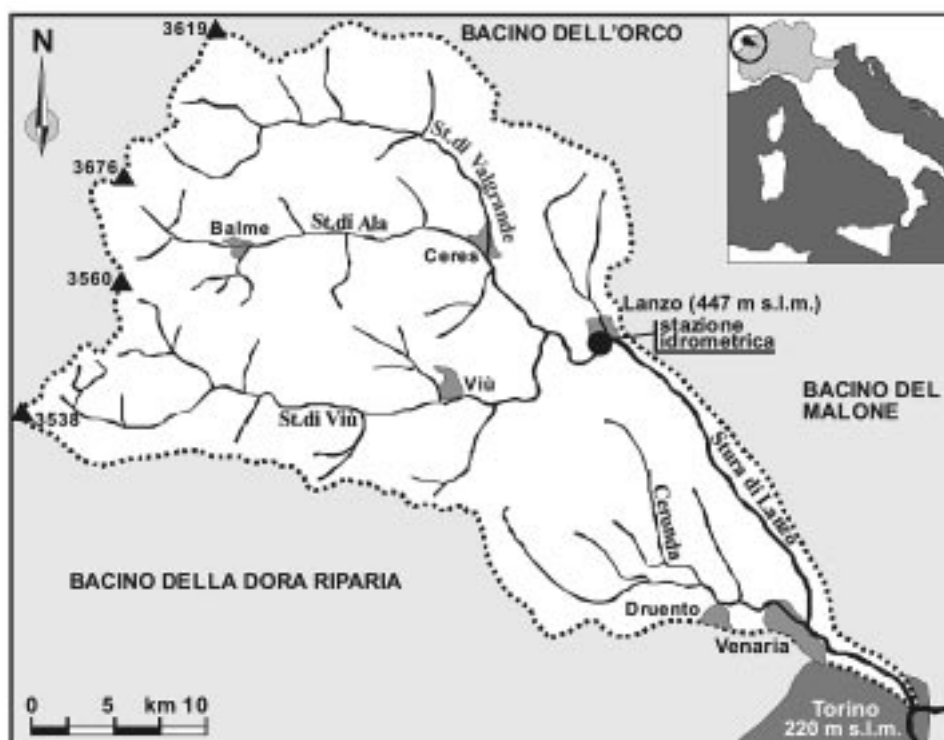 3619
BACINO DELL'ORCO
N
St.di Valgrande
3676
Balme
St.di Ala
Ceres
3560
Lanzo (447 m s.l.m.)
stazione
idrometrica
Viù
BACINO DEL
MALONE
3538
St.di Viù
Stura di Lanzo
Ceronda
BACINO DELLA DORA RIPARIA
Druento
Venaria
0 5 km 10
Torino
220 m s.l.m.